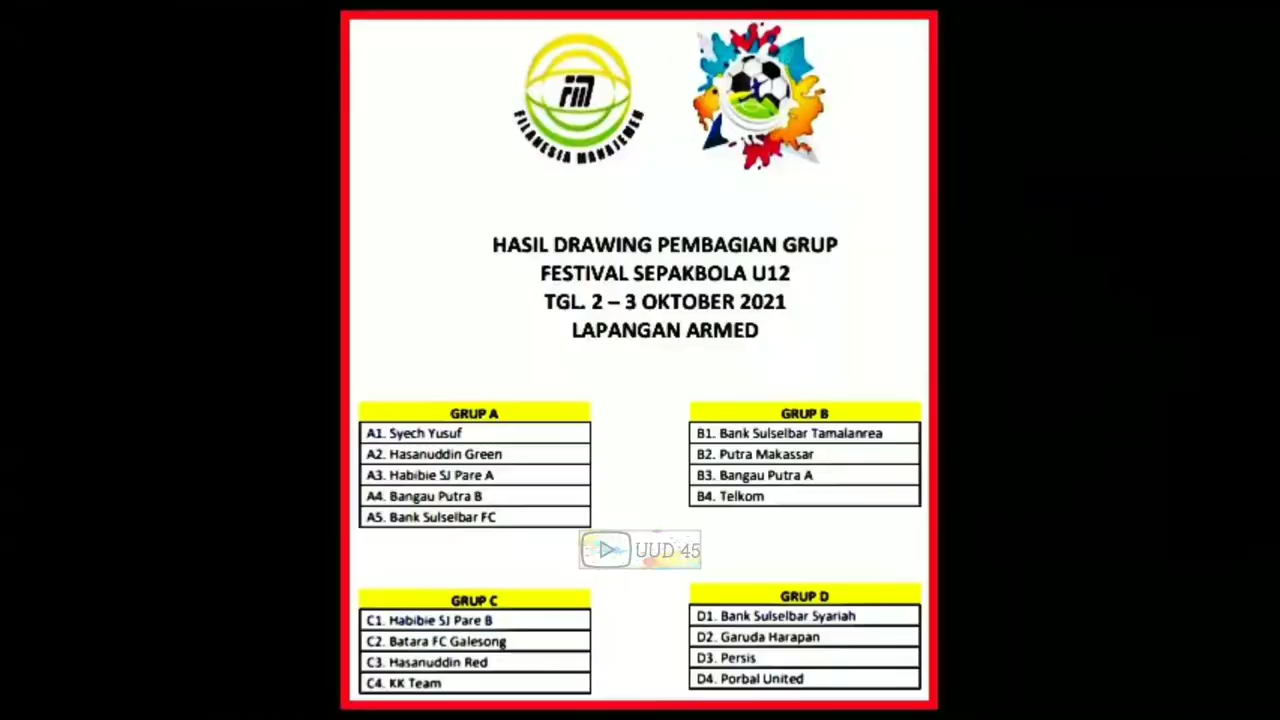 FILANESIA MANAJEMEN
HASIL DRAWING PEMBAGIAN GRUP
FESTIVAL SEPAKBOLA U12
TGL. 2 – 3 OKTOBER 2021
LAPANGAN ARMED
GRUP A
A1. Syech Yusuf
A2. Hasanuddin Green
A3. Habibie SJ Pare A
A4. Bangau Putra B
A5. Bank Sulselbar FC
GRUP B
B1. Bank Sulselbar Tamalanrea
B2. Putra Makassar
B3. Bangau Putra A
B4. Telkom
UUD 45
GRUP C
C1. Habibie SJ Pare B
C2. Batara FC Galesong
C3. Hasanuddin Red
C4. KK Team
GRUP D
D1. Bank Sulselbar Syariah
D2. Garuda Harapan
D3. Persis
D4. Porbal United